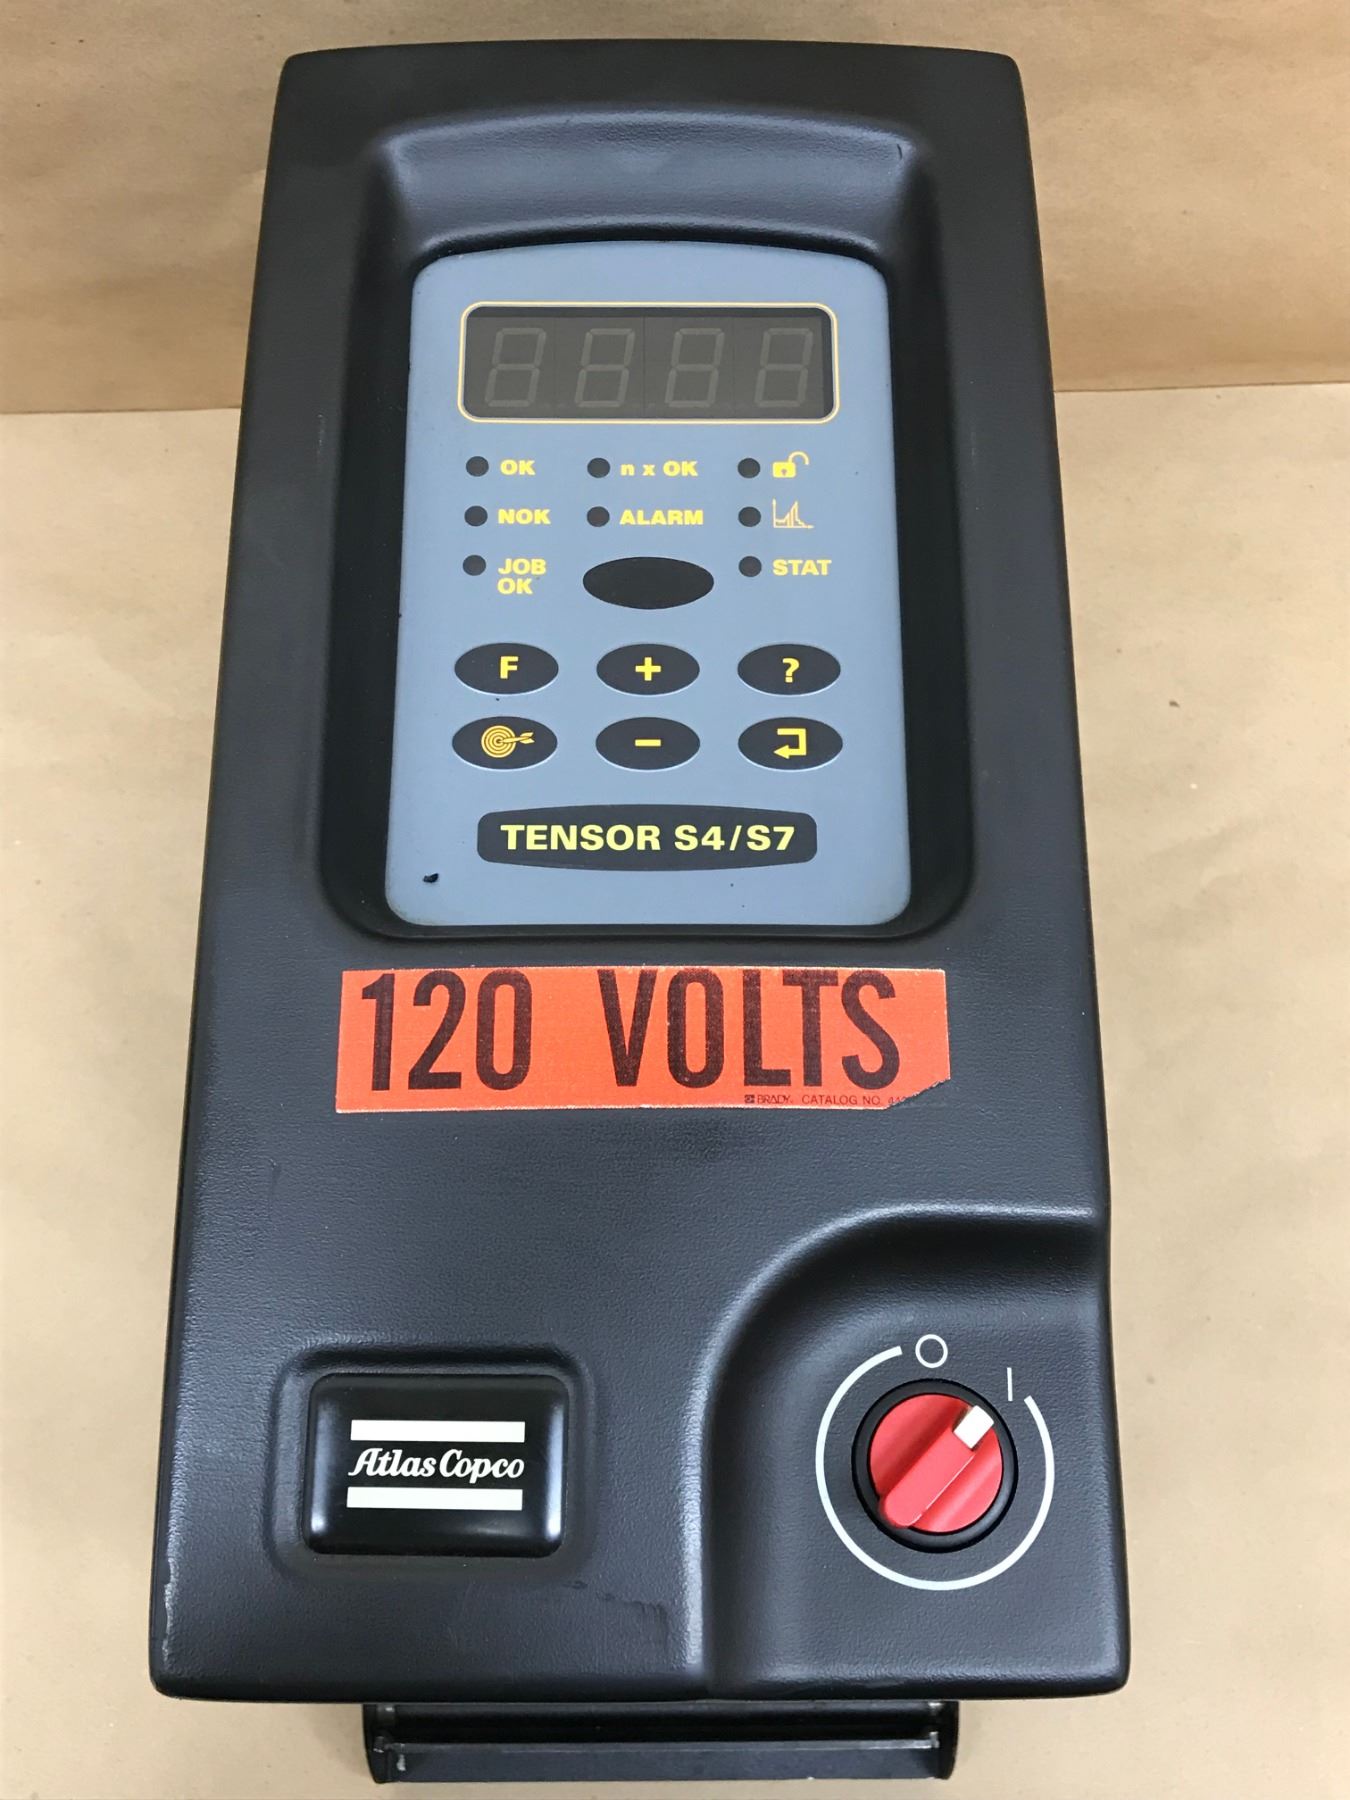 OK n x OK
NOK ALARM
JOB STAT
OK
F + ?
-
TENSOR S4/S7
120 VOLTS
BRADY. CATALOG NO.
Atlas Copco
O I